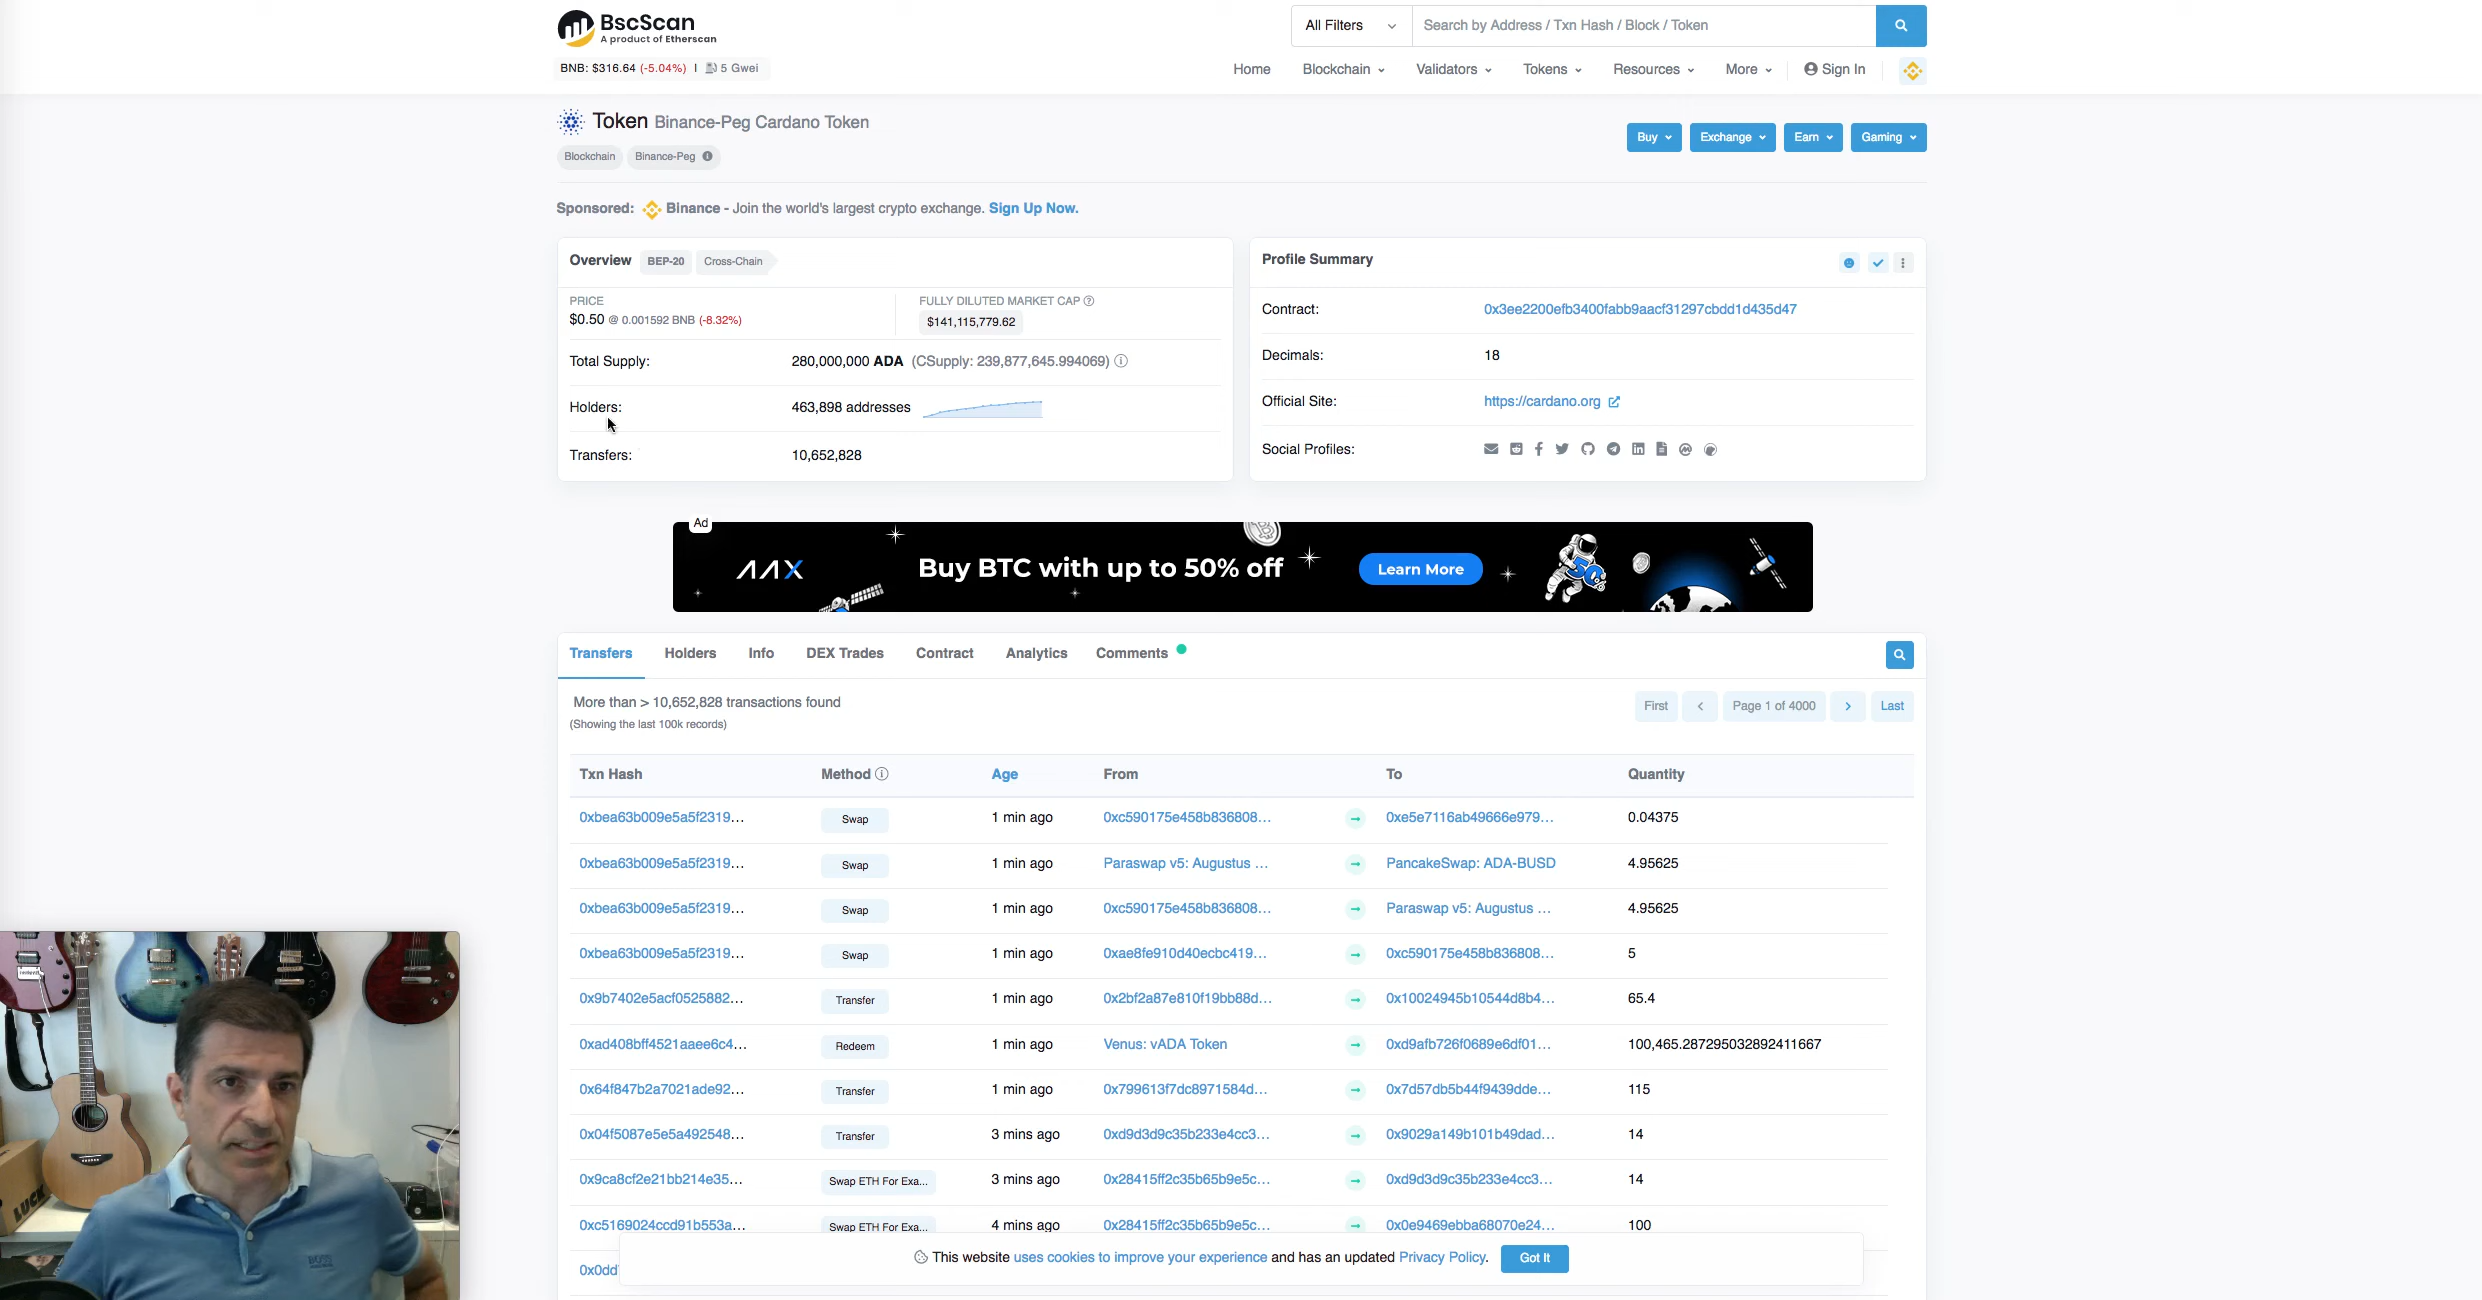 BscScan
A product of Etherscan
All Filters
Search by Address / Txn Hash / Block / Token
BNB: $316.64 (-5.04%) | 5 Gwei
Home Blockchain Validators Tokens Resources More Sign In
Token Binance-Peg Cardano Token
Blockchain Binance-Peg
Buy Exchange Earn Gaming
Sponsored: Binance - Join the world's largest crypto exchange. Sign Up Now.
Overview BEP-20 Cross-Chain
PRICE
$0.50 @ 0.001592 BNB (-8.32%)
FULLY DILUTED MARKET CAP
$141,115,779.62
Total Supply: 280,000,000 ADA (CSupply: 239,877,645.994069)
Holders: 463,898 addresses
Transfers: 10,652,828
Profile Summary
Contract: 0x3ee2200efb3400fabb9aacf31297cbdd1d435d47
Decimals: 18
Official Site: https://cardano.org
Social Profiles:
Ad
AAX Buy BTC with up to 50% off Learn More
50%
Transfers Holders Info DEX Trades Contract Analytics Comments
More than > 10,652,828 transactions found
(Showing the last 100k records)
First Page 1 of 4000 Last
Txn Hash Method Age From To Quantity
0xbea63b009e5a5f2319... Swap 1 min ago 0xc590175e458b836808... 0xe5e7116ab49666e979... 0.04375
0xbea63b009e5a5f2319... Swap 1 min ago Paraswap v5: Augustus ... PancakeSwap: ADA-BUSD 4.95625
0xbea63b009e5a5f2319... Swap 1 min ago 0xc590175e458b836808... Paraswap v5: Augustus ... 4.95625
0xbea63b009e5a5f2319... Swap 1 min ago 0xae8fe910d40ecbc419... 0xc590175e458b836808... 5
0x9b7402e5acf0525882... Transfer 1 min ago 0x2bf2a87e810f19bb88d... 0x10024945b10544d8b4... 65.4
0xad408bff4521aaee6c4... Redeem 1 min ago Venus: vADA Token 0xd9afb726f0689e6df01... 100,465.287295032892411667
0x64f847b2a7021ade92... Transfer 1 min ago 0x799613f7dc8971584d... 0x7d57db5b44f9439dde... 115
0x04f5087e5e5a492548... Transfer 3 mins ago 0xd9d3d9c35b233e4cc3... 0x9029a149b101b49dad... 14
0x9ca8cf2e21bb214e35... Swap ETH For Exa... 3 mins ago 0x28415ff2c35b65b9e5c... 0xd9d3d9c35b233e4cc3... 14
0xc5169024ccd91b553a... Swap ETH For Exa... 4 mins ago 0x28415ff2c35b65b9e5c... 0x0e9469ebba68070e24... 100
0x0dd
This website uses cookies to improve your experience and has an updated Privacy Policy. Got It
LUCK